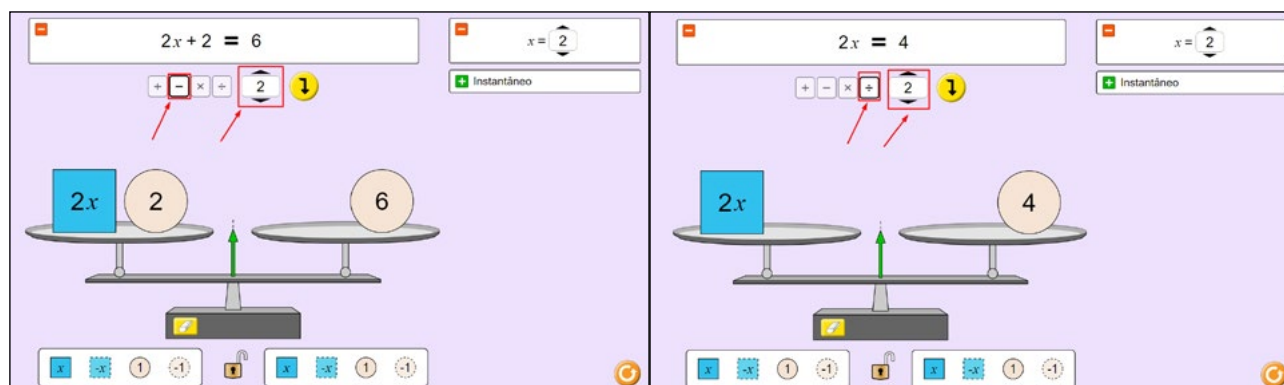 2x + 2 = 6
x = 2
+ − × ÷ 2
Instantâneo
2x 2 6
x -x 1 -1 x -x 1 -1
2x = 4
x = 2
+ − × ÷ 2
Instantâneo
2x 4
x -x 1 -1 x -x 1 -1